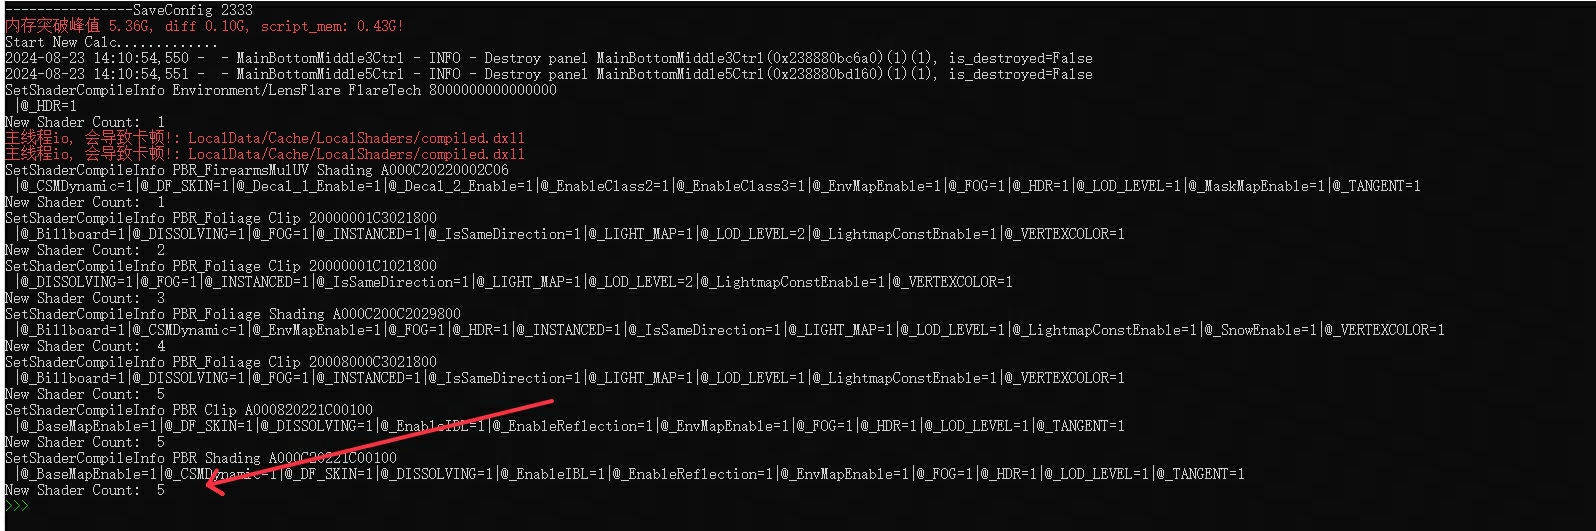 ----------------SaveConfig 2333
内存突破峰值 5.36G, diff 0.10G, script_mem: 0.43G!
Start New Calc.............
2024-08-23 14:10:54,550 -  - MainBottomMiddle3Ctrl - INFO - Destroy panel MainBottomMiddle3Ctrl(0x238880bc6a0)(1)(1), is_destroyed=False
2024-08-23 14:10:54,551 -  - MainBottomMiddle5Ctrl - INFO - Destroy panel MainBottomMiddle5Ctrl(0x238880bd160)(1)(1), is_destroyed=False
SetShaderCompileInfo Environment/LensFlare FlareTech 8000000000000000
|@_HDR=1
New Shader Count:  1
主线程io, 会导致卡顿!: LocalData/Cache/LocalShaders/compiled.dx11
主线程io, 会导致卡顿!: LocalData/Cache/LocalShaders/compiled.dx11
SetShaderCompileInfo PBR_FirearmsMulUV Shading A000C20220002C06
|@_CSMDynamic=1|@_DF_SKIN=1|@_Decal_1_Enable=1|@_Decal_2_Enable=1|@_EnableClass2=1|@_EnableClass3=1|@_EnvMapEnable=1|@_FOG=1|@_HDR=1|@_LOD_LEVEL=1|@_MaskMapEnable=1|@_TANGENT=1
New Shader Count:  1
SetShaderCompileInfo PBR_Foliage Clip 20000001C3021800
|@_Billboard=1|@_DISSOLVING=1|@_FOG=1|@_INSTANCED=1|@_IsSameDirection=1|@_LIGHT_MAP=1|@_LOD_LEVEL=2|@_LightmapConstEnable=1|@_VERTEXCOLOR=1
New Shader Count:  2
SetShaderCompileInfo PBR_Foliage Clip 20000001C1021800
|@_DISSOLVING=1|@_FOG=1|@_INSTANCED=1|@_IsSameDirection=1|@_LIGHT_MAP=1|@_LOD_LEVEL=2|@_LightmapConstEnable=1|@_VERTEXCOLOR=1
New Shader Count:  3
SetShaderCompileInfo PBR_Foliage Shading A000C200C2029800
|@_Billboard=1|@_CSMDynamic=1|@_EnvMapEnable=1|@_FOG=1|@_HDR=1|@_INSTANCED=1|@_IsSameDirection=1|@_LIGHT_MAP=1|@_LOD_LEVEL=1|@_LightmapConstEnable=1|@_SnowEnable=1|@_VERTEXCOLOR=1
New Shader Count:  4
SetShaderCompileInfo PBR_Foliage Clip 20008000C3021800
|@_Billboard=1|@_DISSOLVING=1|@_FOG=1|@_INSTANCED=1|@_IsSameDirection=1|@_LIGHT_MAP=1|@_LOD_LEVEL=1|@_LightmapConstEnable=1|@_VERTEXCOLOR=1
New Shader Count:  5
SetShaderCompileInfo PBR Clip A000820221C00100
|@_BaseMapEnable=1|@_DF_SKIN=1|@_DISSOLVING=1|@_EnableIBL=1|@_EnableReflection=1|@_EnvMapEnable=1|@_FOG=1|@_HDR=1|@_LOD_LEVEL=1|@_TANGENT=1
New Shader Count:  5
SetShaderCompileInfo PBR Shading A000C20221C00100
|@_BaseMapEnable=1|@_CSMDynamic=1|@_DF_SKIN=1|@_DISSOLVING=1|@_EnableIBL=1|@_EnableReflection=1|@_EnvMapEnable=1|@_FOG=1|@_HDR=1|@_LOD_LEVEL=1|@_TANGENT=1
New Shader Count:  5
>>>